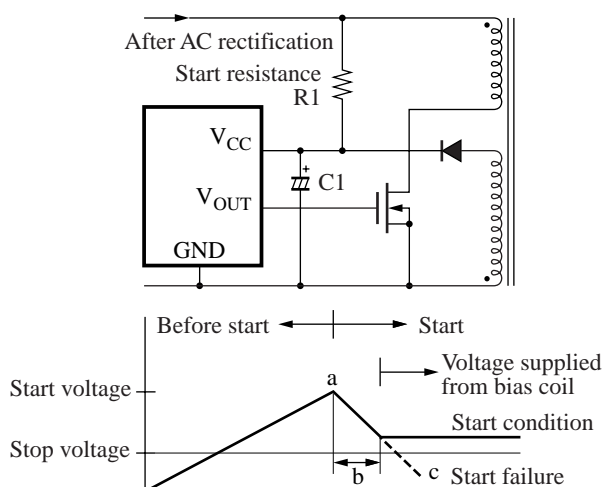 After AC rectification
Start resistance
R1
VCC
+
C1
VOUT
GND
Before start
Start
Voltage supplied
from bias coil
Start voltage
a
Start condition
Stop voltage
b
c
Start failure